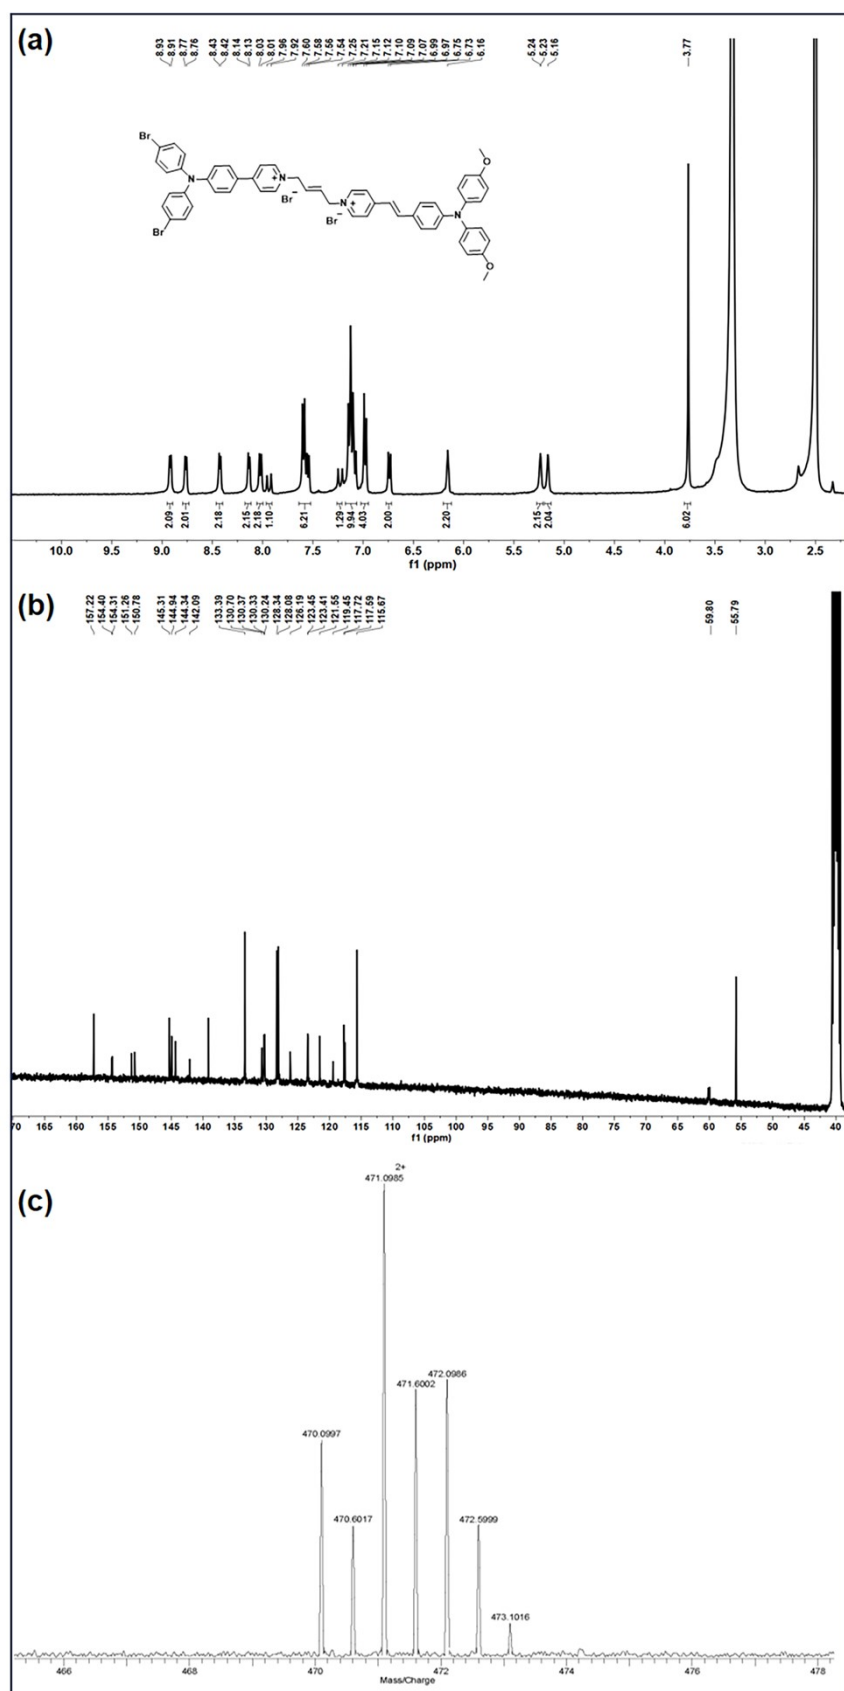 (a)
8.93 8.91 8.77 8.76 8.43 8.42 8.14 8.13 8.03 8.01 7.96 7.92 7.60 7.58 7.56 7.54 7.25 7.21 7.15 7.12 7.10 7.09 7.07 6.99 6.97 6.75 6.73 6.16 5.24 5.23 5.16 3.77
Br
N
N
+
Br−
N
+
Br−
Br
O
N
O
2.09 2.01 2.18 2.15 2.18 1.10 6.21 1.29 9.94 4.03 2.00 2.20 2.15 2.04 6.02
10.0 9.5 9.0 8.5 8.0 7.5 7.0 6.5 6.0 5.5 5.0 4.5 4.0 3.5 3.0 2.5
f1 (ppm)
(b)
157.22 154.40 154.31 151.26 150.78 145.31 144.94 144.34 142.09 133.39 130.70 130.37 130.33 130.24 128.34 128.08 126.19 123.45 123.41 121.55 119.45 117.72 117.59 115.67 59.80 55.79
70 165 160 155 150 145 140 135 130 125 120 115 110 105 100 95 90 85 80 75 70 65 60 55 50 45 40
f1 (ppm)
(c)
2+
471.0985
472.0986
471.6002
470.0997
470.6017
472.5999
473.1016
466 468 470 472 474 476 478
Mass/Charge